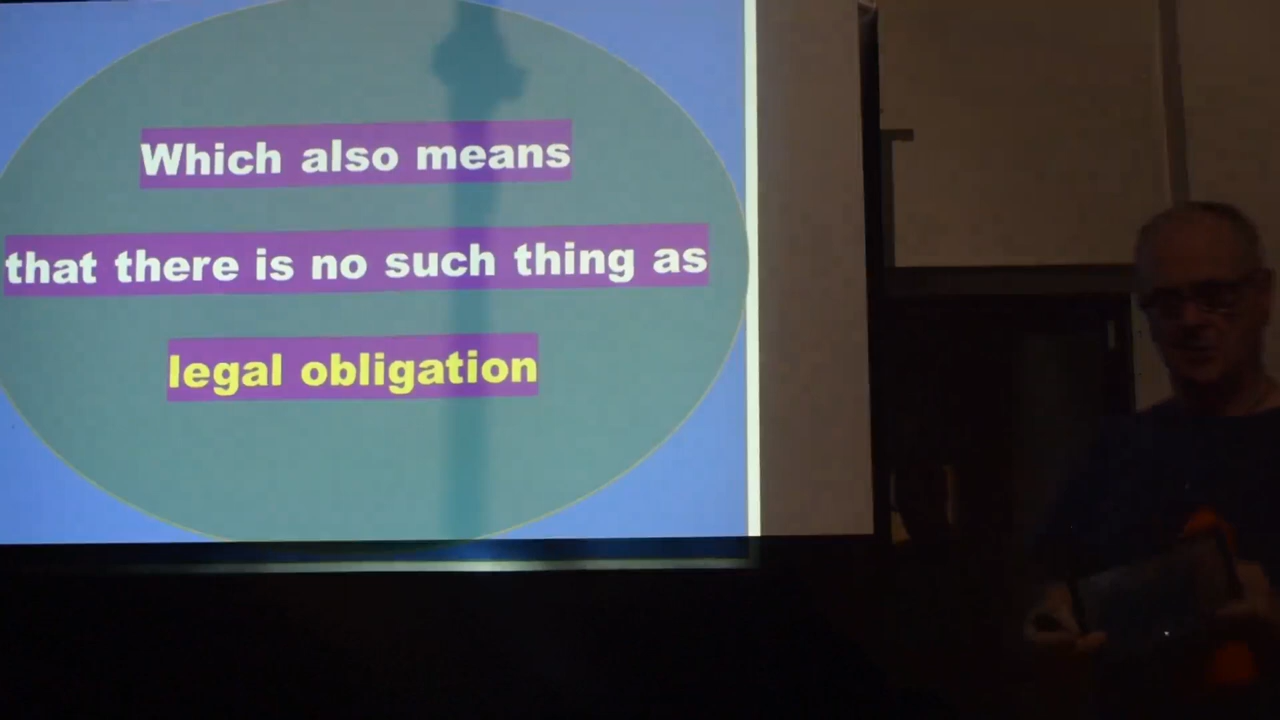 Which also means
that there is no such thing as
legal obligation